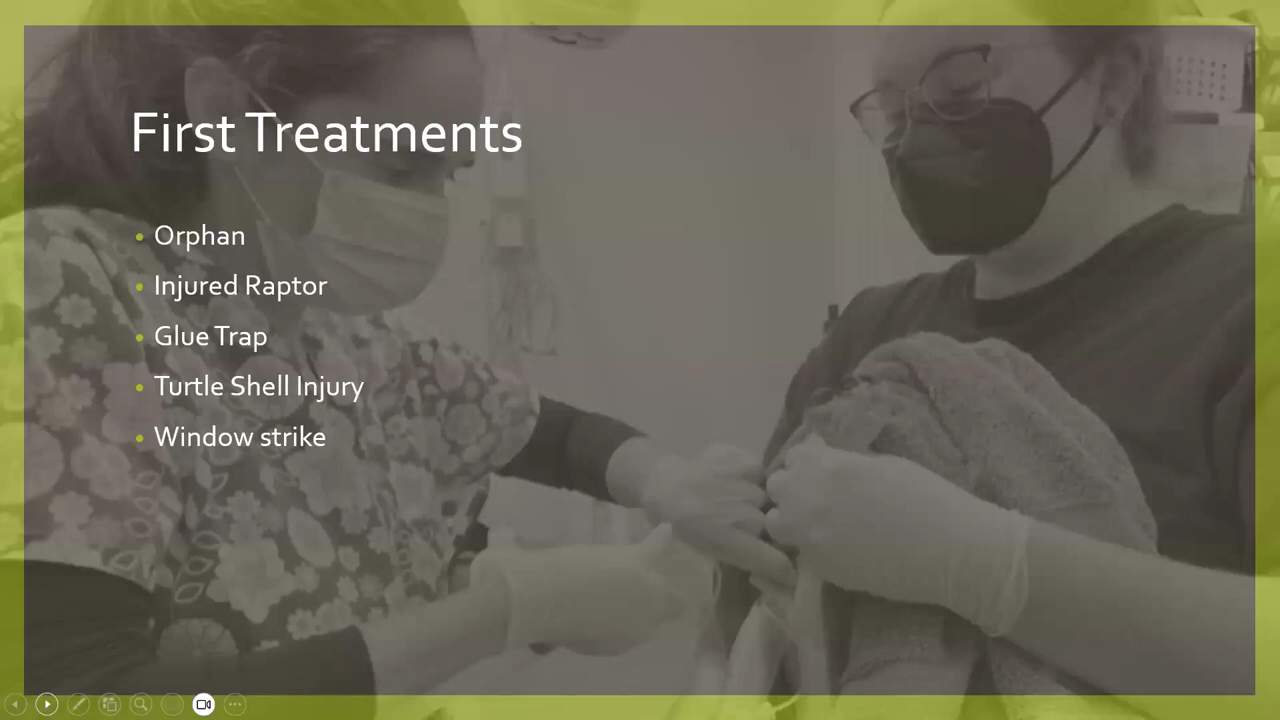 First Treatments
Orphan
Injured Raptor
Glue Trap
Turtle Shell Injury
Window strike